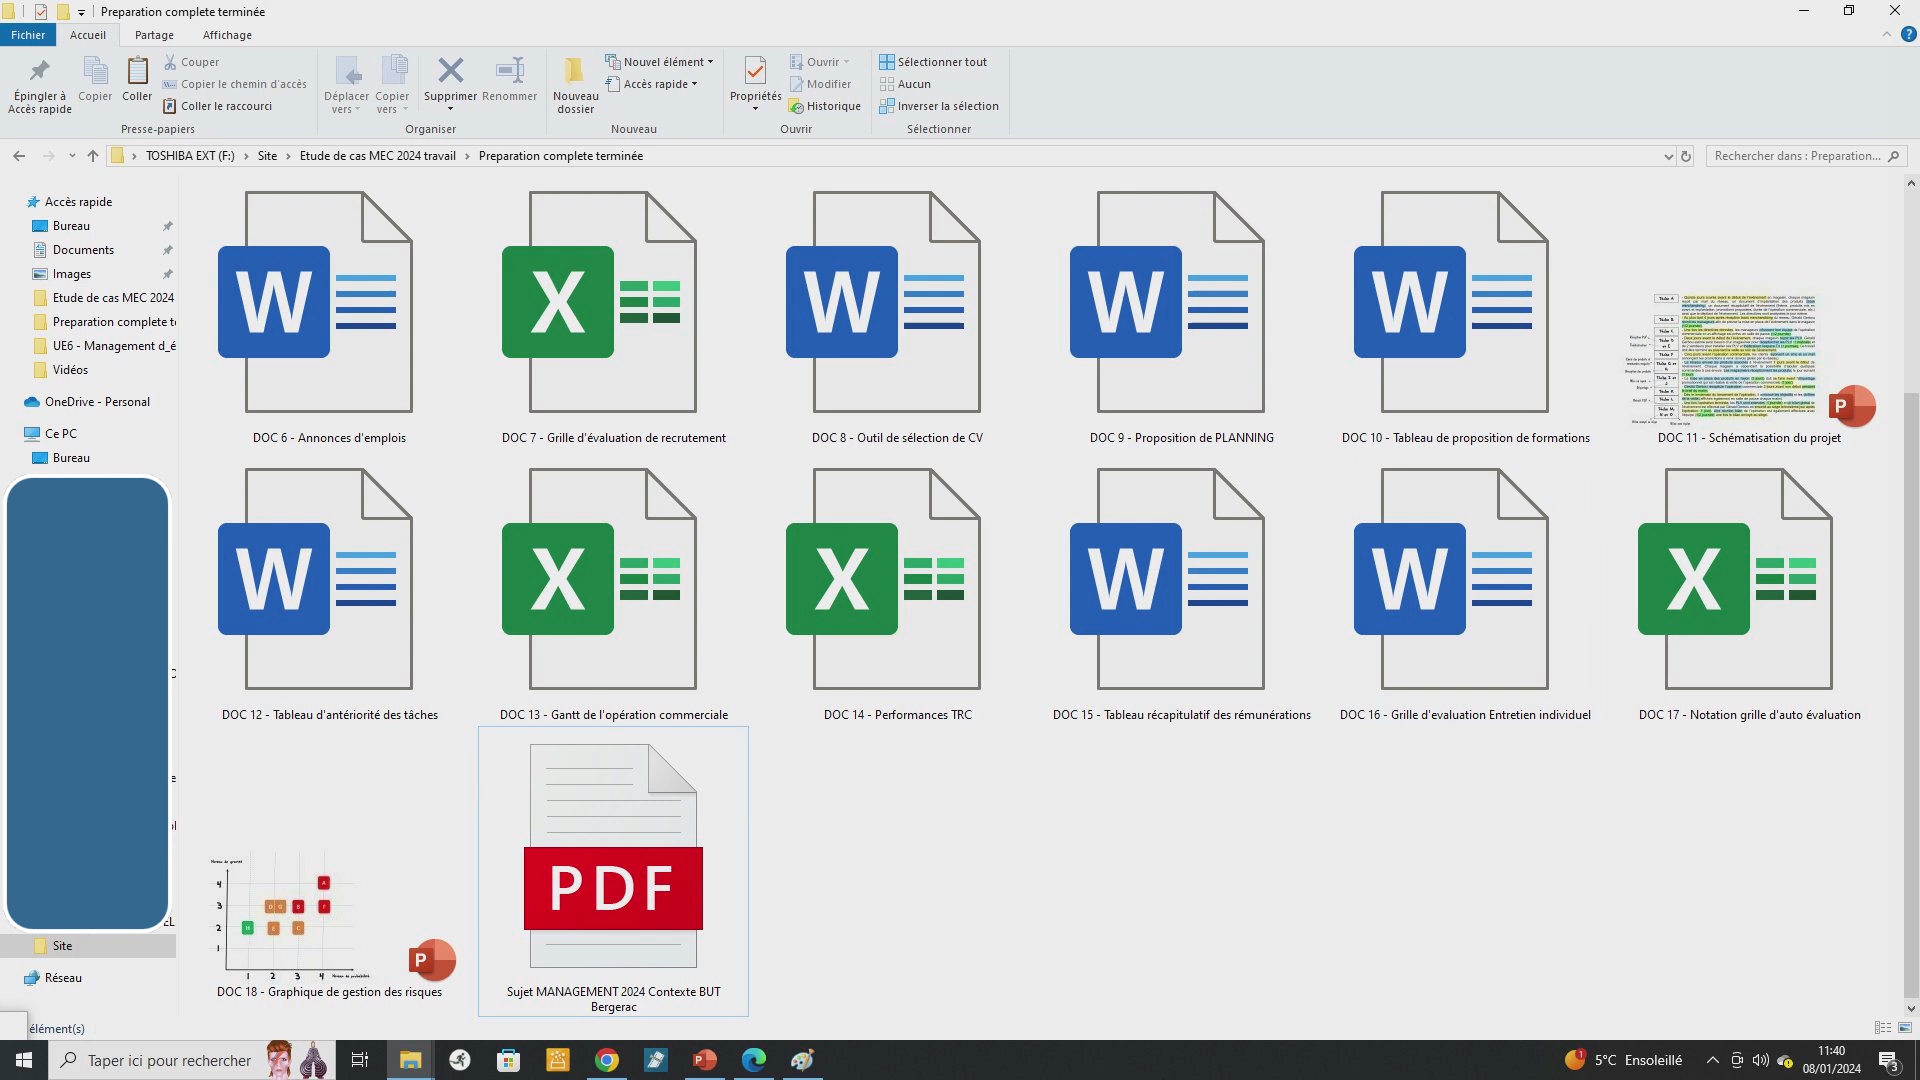 Preparation complete terminée
Fichier
Accueil
Partage
Affichage
Épingler à
Accès rapide
Copier
Coller
Couper
Copier le chemin d'accès
Coller le raccourci
Presse-papiers
Déplacer
vers
Copier
vers
Supprimer
Renommer
Organiser
Nouveau
dossier
Nouvel élément
Accès rapide
Nouveau
Propriétés
Ouvrir
Modifier
Historique
Ouvrir
Sélectionner tout
Aucun
Inverser la sélection
Sélectionner
TOSHIBA EXT (F:) > Site > Etude de cas MEC 2024 travail > Preparation complete terminée
Rechercher dans : Preparation...
Accès rapide
Bureau
Documents
Images
Etude de cas MEC 2024
Preparation complete te
UE6 - Management d_é
Vidéos
OneDrive - Personal
Ce PC
Bureau
Site
Réseau
élément(s)
DOC 6 - Annonces d'emplois
DOC 7 - Grille d'évaluation de recrutement
DOC 8 - Outil de sélection de CV
DOC 9 - Proposition de PLANNING
DOC 10 - Tableau de proposition de formations
DOC 11 - Schématisation du projet
DOC 12 - Tableau d'antériorité des tâches
DOC 13 - Gantt de l'opération commerciale
DOC 14 - Performances TRC
DOC 15 - Tableau récapitulatif des rémunérations
DOC 16 - Grille d'evaluation Entretien individuel
DOC 17 - Notation grille d'auto évaluation
DOC 18 - Graphique de gestion des risques
PDF
Sujet MANAGEMENT 2024 Contexte BUT
Bergerac
Taper ici pour rechercher
5°C Ensoleillé
11:40
08/01/2024
3